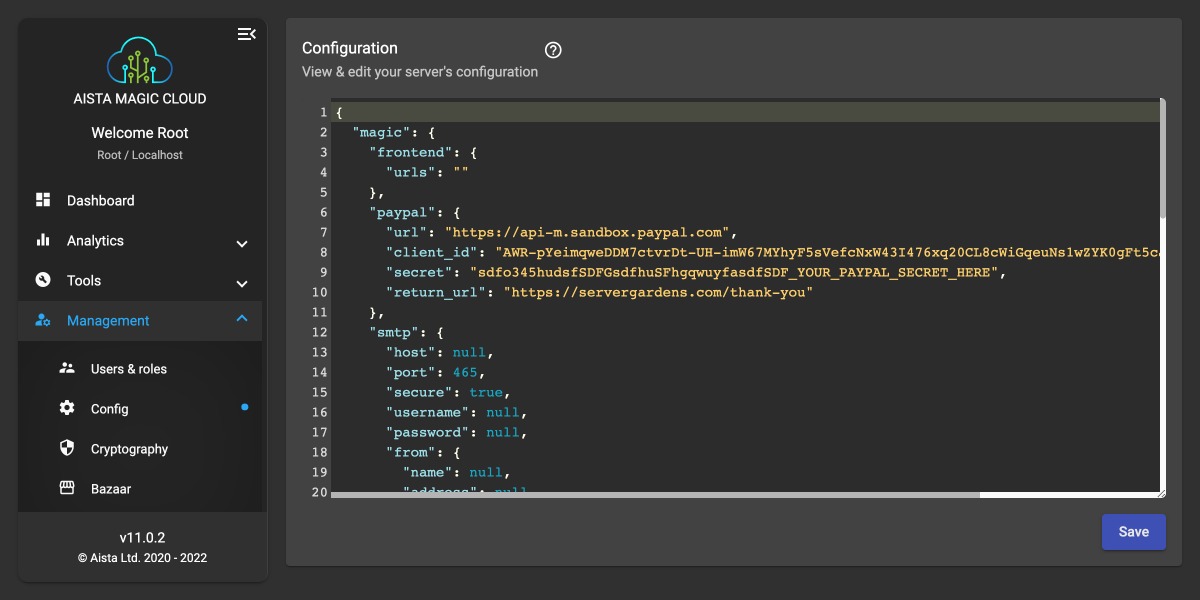 AISTA MAGIC CLOUD
Welcome Root
Root / Localhost
Dashboard
Analytics
Tools
Management
Users & roles
Config
Cryptography
Bazaar
v11.0.2
© Aista Ltd. 2020 - 2022
Configuration
?
View & edit your server's configuration
1 {
2 "magic": {
3 "frontend": {
4 "urls": ""
5 },
6 "paypal": {
7 "url": "https://api-m.sandbox.paypal.com",
8 "client_id": "AWR-pYeimqweDDM7ctvrDt-UH-imW67MYhyF5sVefcNxW43I476xq20CL8cWiGqeuNs1wZYK0gFt5c
9 "secret": "sdfo345hudsfSDFGsdfhuSFhgqwuyfasdfSDF_YOUR_PAYPAL_SECRET_HERE",
10 "return_url": "https://servergardens.com/thank-you"
11 },
12 "smtp": {
13 "host": null,
14 "port": 465,
15 "secure": true,
16 "username": null,
17 "password": null,
18 "from": {
19 "name": null,
20 "address": null
Save